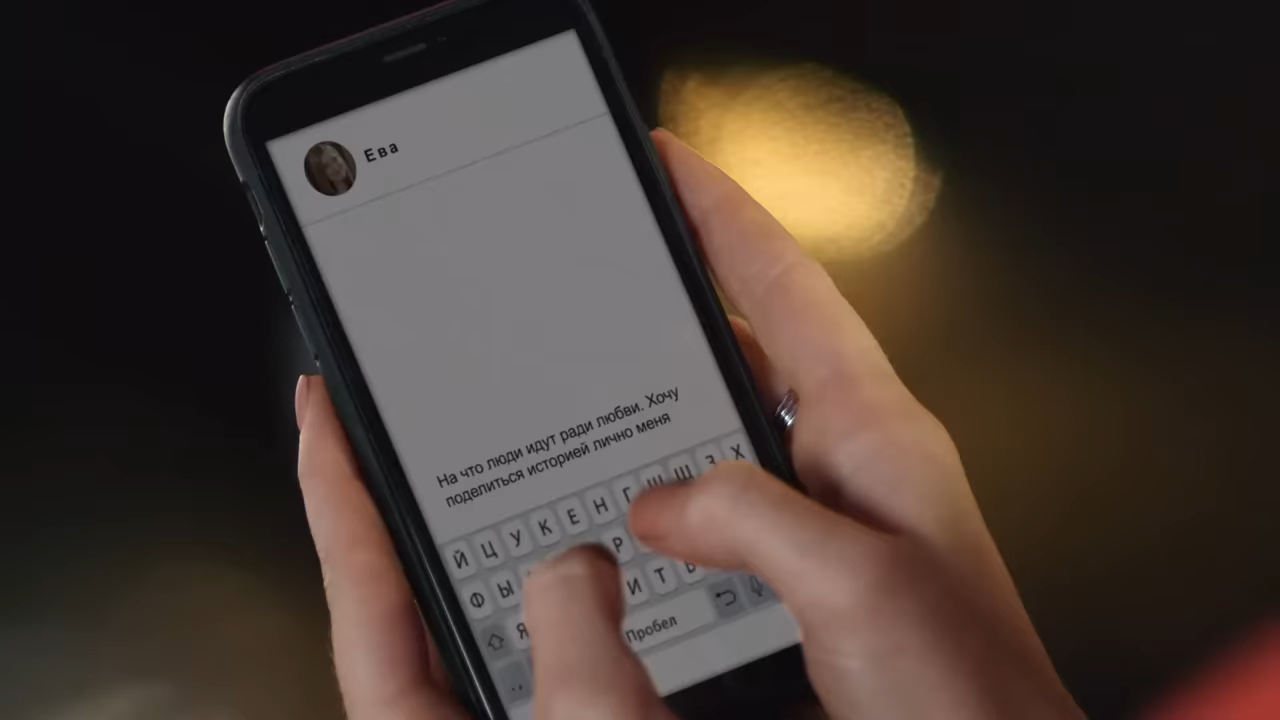 Ева
На что люди идут ради любви. Хочу
поделиться историей лично меня
Й Ц У К Е Н Г Ш Щ З Х
Ф Ы Р
Я И Т Ь
Пробел